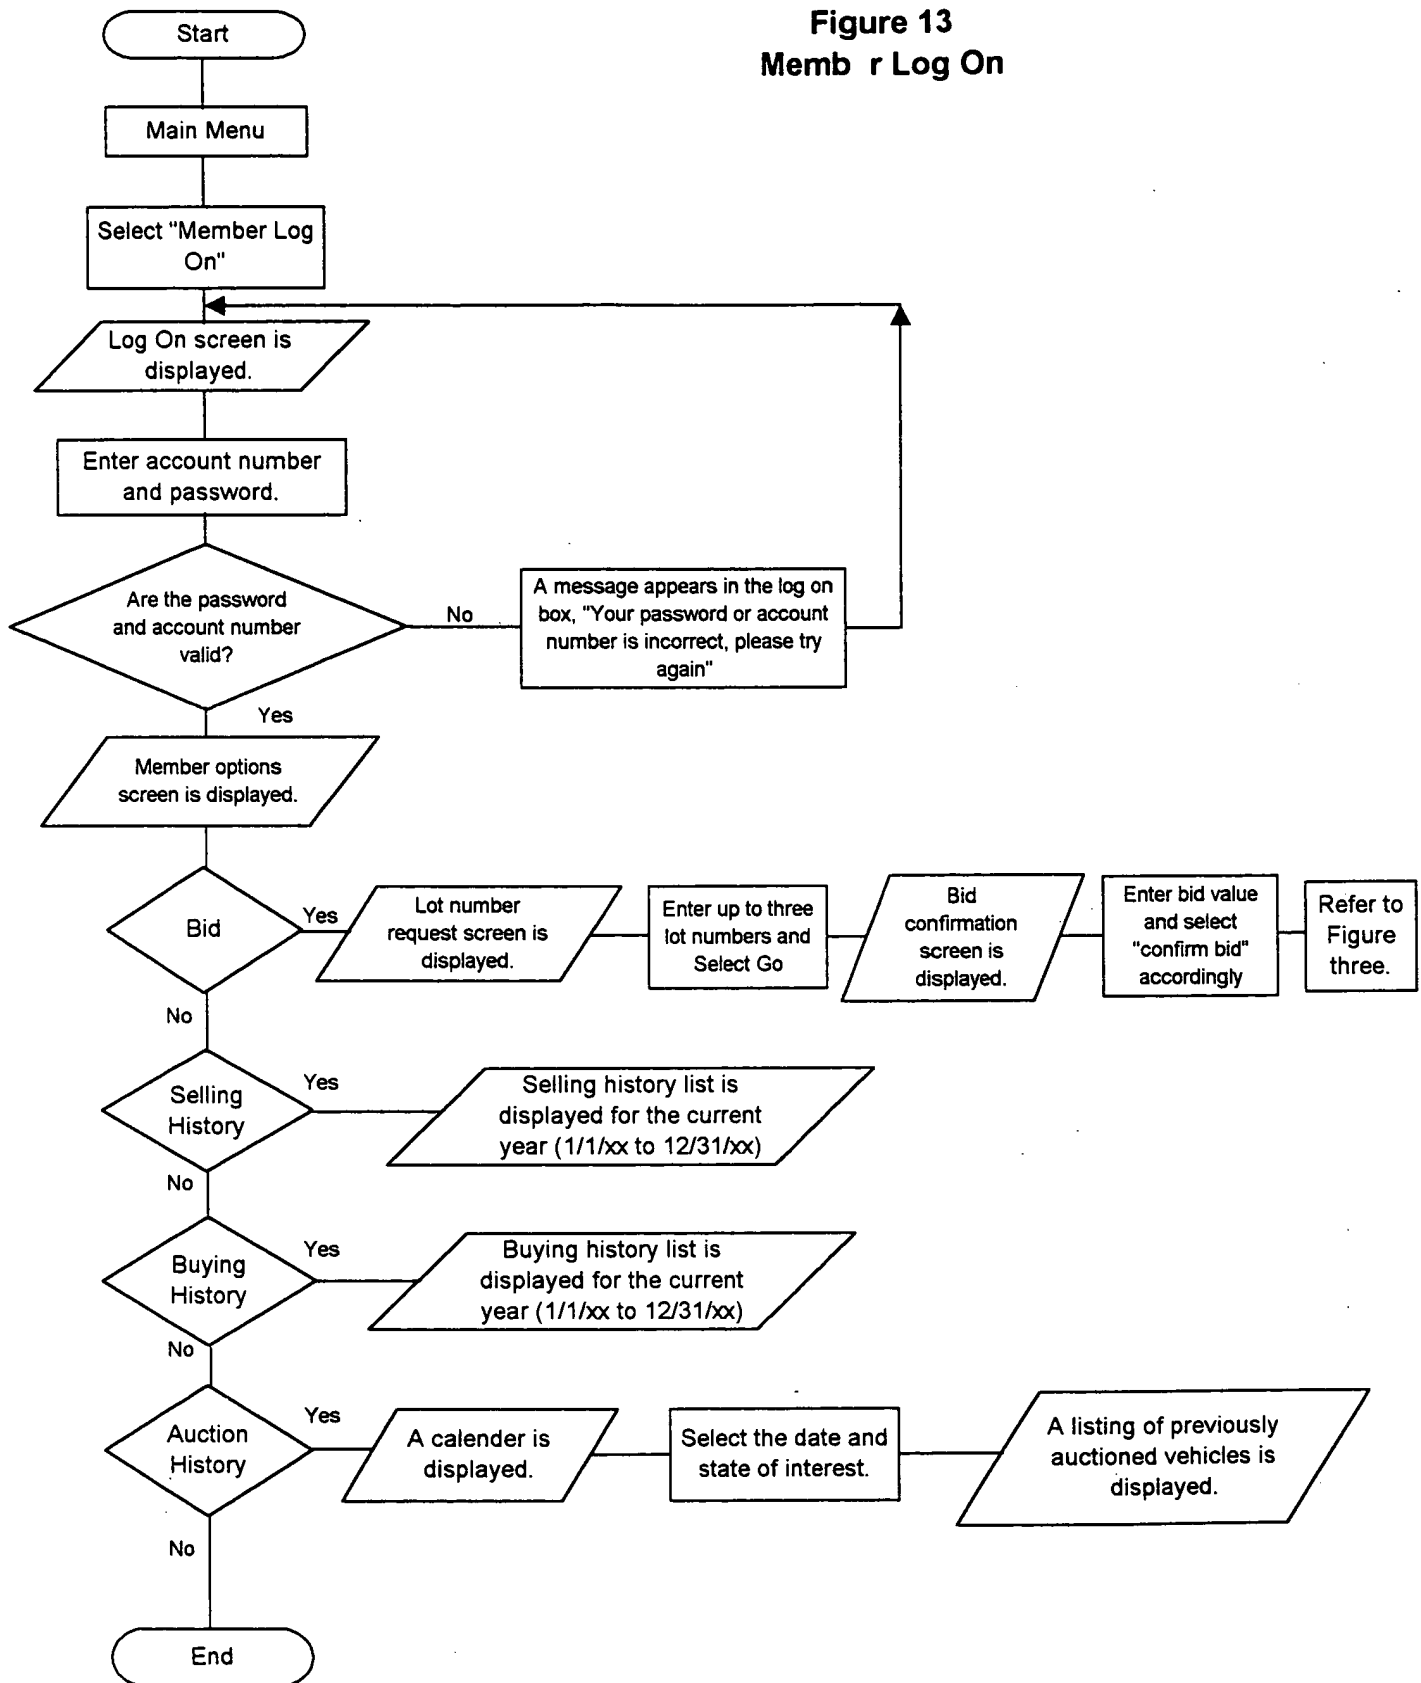 Figure 13
Memb r Log On
Start
Main Menu
Select "Member Log
On"
Log On screen is
displayed.
Enter account number
and password.
Are the password
and account number
valid?
No
A message appears in the log on
box, "Your password or account
number is incorrect, please try
again"
Yes
Member options
screen is displayed.
Bid
Yes
Lot number
request screen is
displayed.
Enter up to three
lot numbers and
Select Go
Bid
confirmation
screen is
displayed.
Enter bid value
and select
"confirm bid"
accordingly
Refer to
Figure
three.
No
Selling
History
Yes
Selling history list is
displayed for the current
year (1/1/xx to 12/31/xx)
No
Buying
History
Yes
Buying history list is
displayed for the current
year (1/1/xx to 12/31/xx)
No
Auction
History
Yes
A calender is
displayed.
Select the date and
state of interest.
A listing of previously
auctioned vehicles is
displayed.
No
End